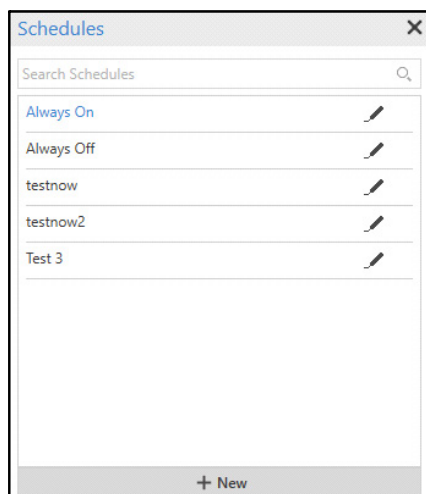 Schedules
Search Schedules
Always On
Always Off
testnow
testnow2
Test 3
+ New